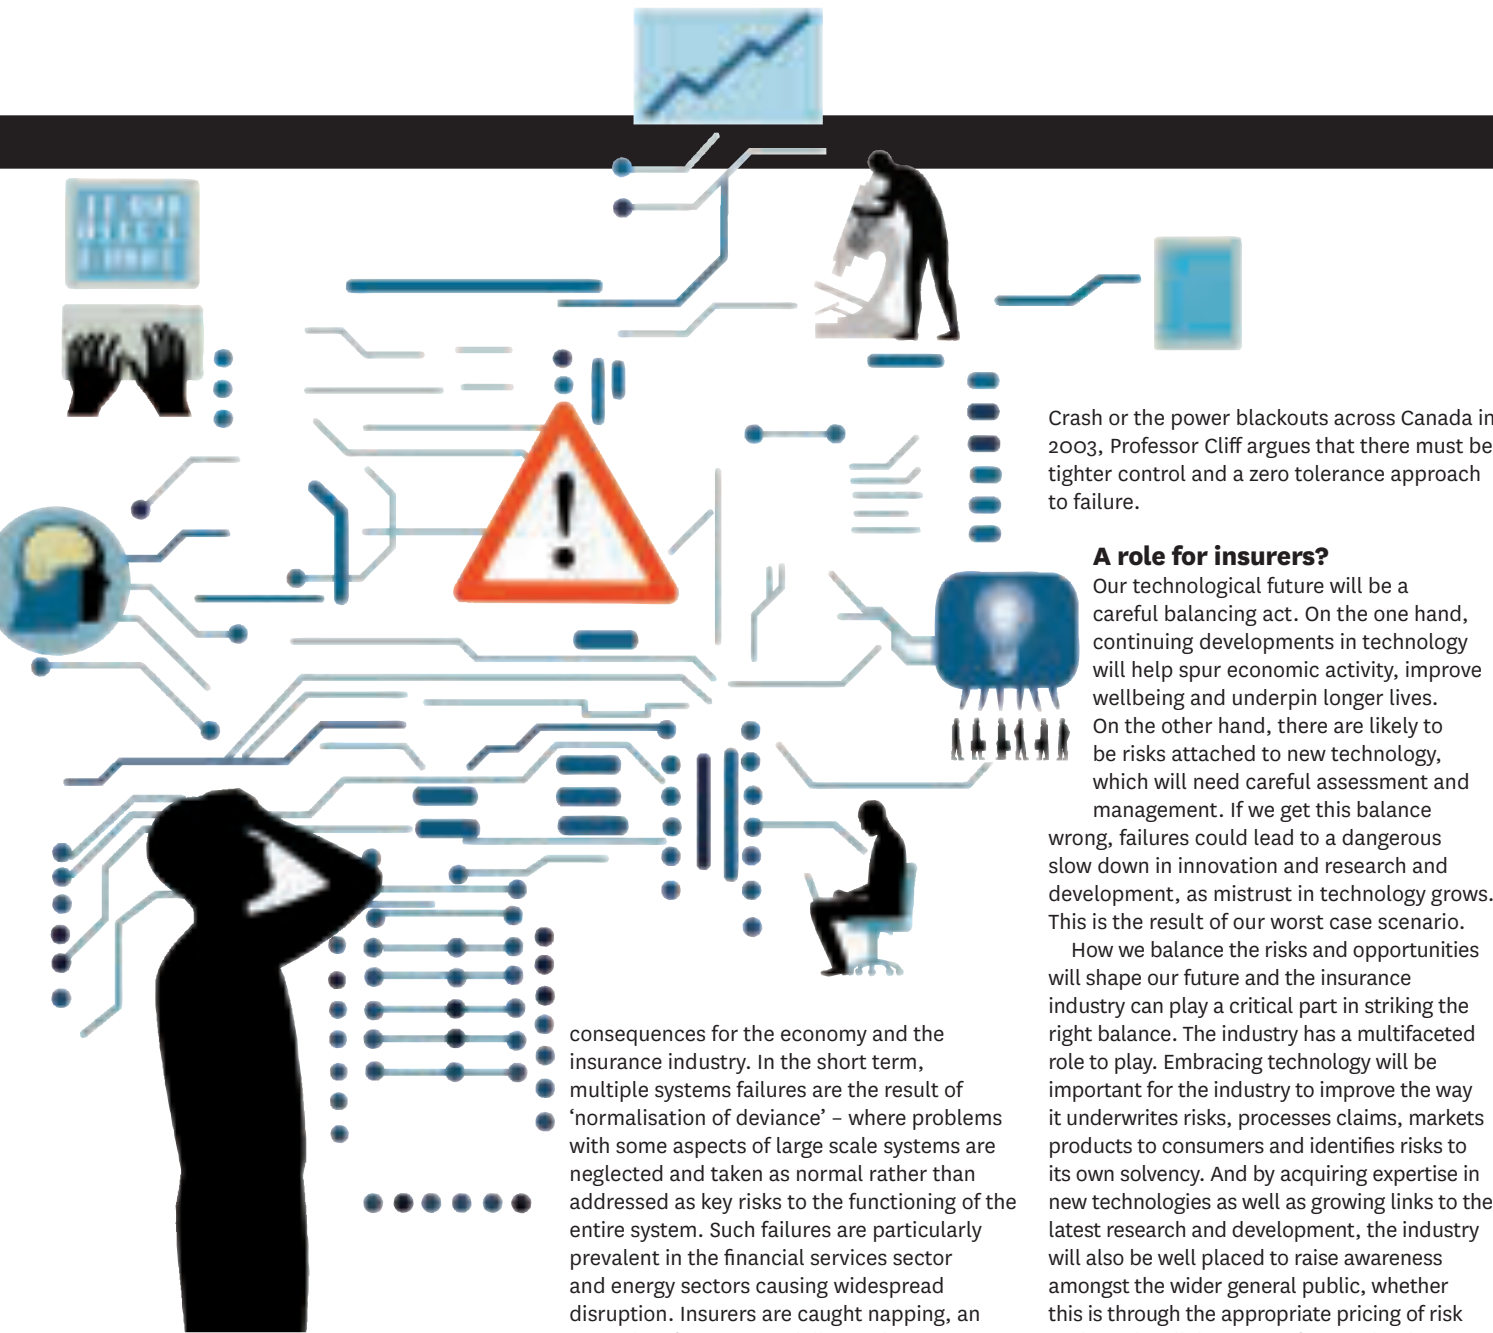 consequences for the economy and the
insurance industry. In the short term,
multiple systems failures are the result of
‘normalisation of deviance’ – where problems
with some aspects of large scale systems are
neglected and taken as normal rather than
addressed as key risks to the functioning of the
entire system. Such failures are particularly
prevalent in the financial services sector
and energy sectors causing widespread
disruption. Insurers are caught napping, an
Crash or the power blackouts across Canada in
2003, Professor Cliff argues that there must be
tighter control and a zero tolerance approach
to failure.
A role for insurers?
Our technological future will be a
careful balancing act. On the one hand,
continuing developments in technology
will help spur economic activity, improve
wellbeing and underpin longer lives.
On the other hand, there are likely to
be risks attached to new technology,
which will need careful assessment and
management. If we get this balance
wrong, failures could lead to a dangerous
slow down in innovation and research and
development, as mistrust in technology grows.
This is the result of our worst case scenario.
How we balance the risks and opportunities
will shape our future and the insurance
industry can play a critical part in striking the
right balance. The industry has a multifaceted
role to play. Embracing technology will be
important for the industry to improve the way
it underwrites risks, processes claims, markets
products to consumers and identifies risks to
its own solvency. And by acquiring expertise in
new technologies as well as growing links to the
latest research and development, the industry
will also be well placed to raise awareness
amongst the wider general public, whether
this is through the appropriate pricing of risk